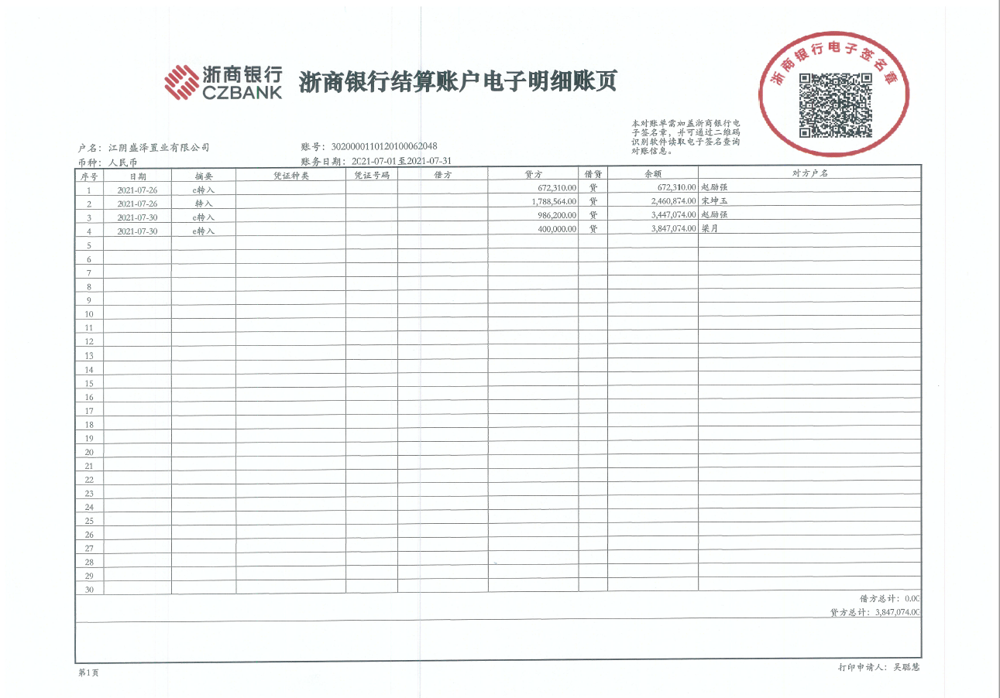 浙商银行电子签名章
浙商银行
CZBANK
浙商银行结算账户电子明细账页
本对账单需加盖浙商银行电
子签名章，并可通过二维码
识别软件读取电子签名查询
对账信息。
户名：江阴盛泽置业有限公司 账号：3020000110120100062048
币种：人民币 账务日期：2021-07-01至2021-07-31
序号 日期 摘要 凭证种类 凭证号码 借方 贷方 借贷 余额 对方户名
1 2021-07-26 e转入 672,310.00 贷 672,310.00 赵励强
2 2021-07-26 转入 1,788,564.00 贷 2,460,874.00 宋坤玉
3 2021-07-30 e转入 986,200.00 贷 3,447,074.00 赵励强
4 2021-07-30 e转入 400,000.00 贷 3,847,074.00 梁月
5
6
7
8
9
10
11
12
13
14
15
16
17
18
19
20
21
22
23
24
25
26
27
28
29
30
借方总计：0.00
贷方总计：3,847,074.00
第1页 打印申请人：吴聪慧